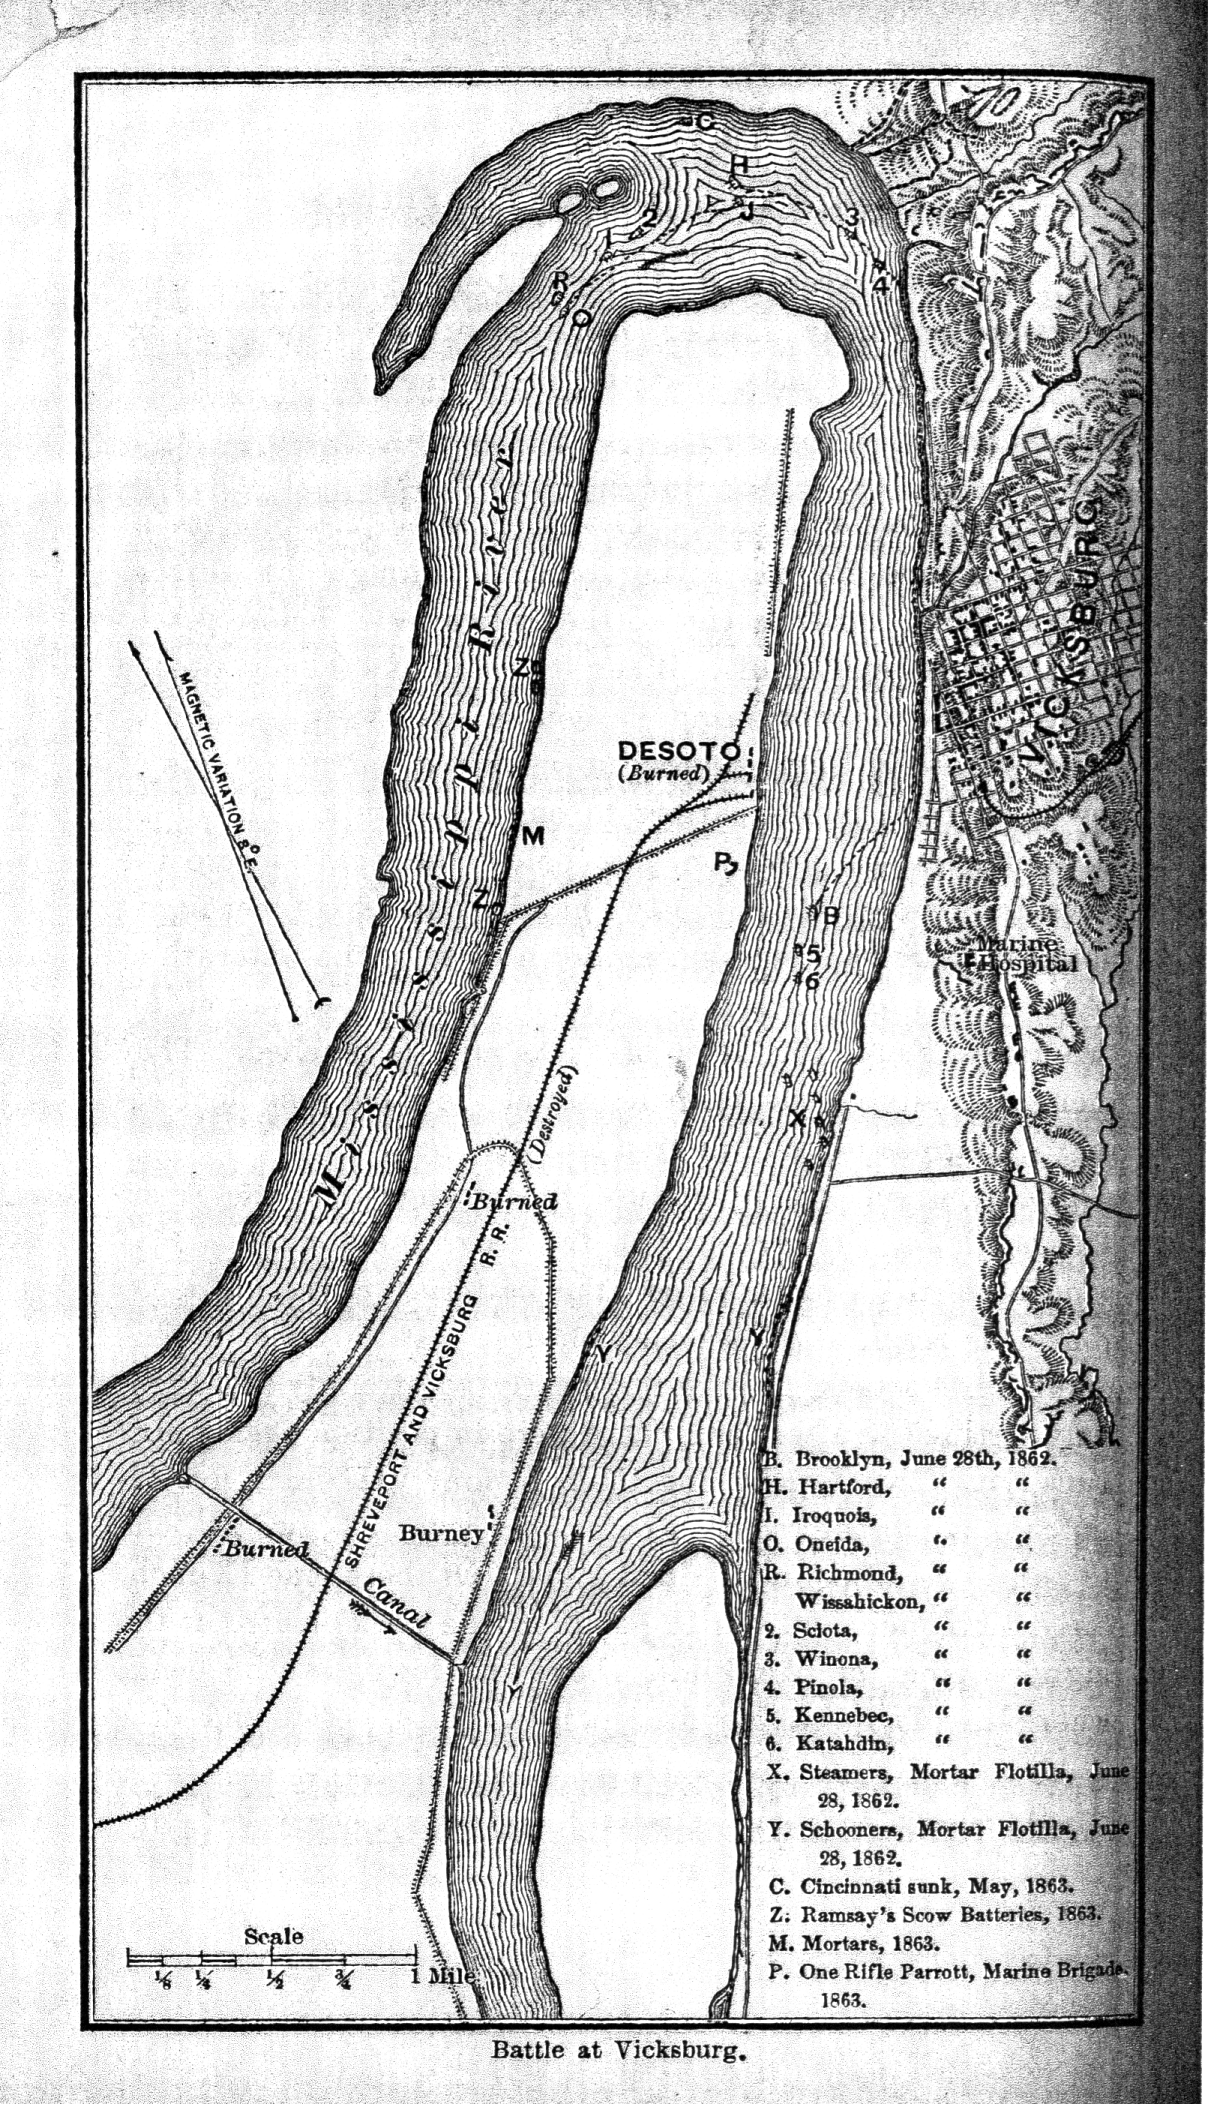 C
H
2
J
3
1
4
R
O
Mississippi River
VICKSBURG
Z
MAGNETIC VARIATION 8° E.
DESOTO
(Burned)
M
P
Z
B
5
6
Marine
Hospital
(Destroyed)
X
Burned
SHREVEPORT AND VICKSBURG R. R.
Y
Y
Burney
Burned
Canal
B. Brooklyn, June 28th, 1862.
H. Hartford, “ “
I. Iroquois, “ “
O. Oneida, “ “
R. Richmond, “ “
Wissahickon, “ “
2. Sciota, “ “
3. Winona, “ “
4. Pinola, “ “
5. Kennebec, “ “
6. Katahdin, “ “
X. Steamers, Mortar Flotilla, June
28, 1862.
Y. Schooners, Mortar Flotilla, June
28, 1862.
C. Cincinnati sunk, May, 1863.
Z. Ramsay's Scow Batteries, 1863.
M. Mortars, 1863.
P. One Rifle Parrott, Marine Brigade.
1863.
Scale
⅛ ¼ ½ ¾ 1 Mile
Battle at Vicksburg.